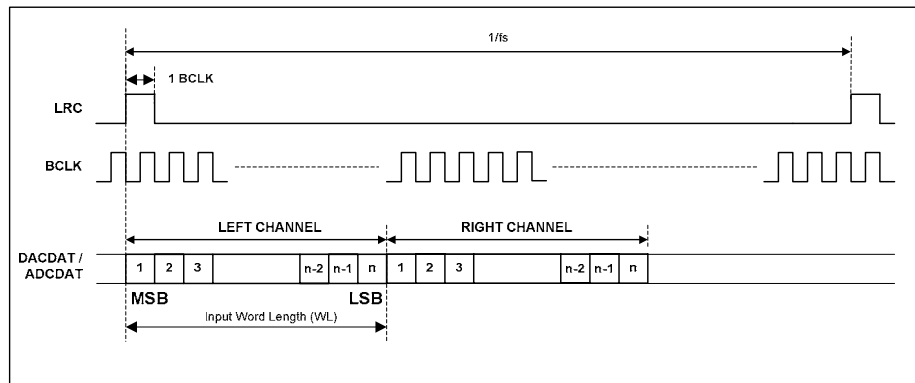 1/fs
1 BCLK
LRC
BCLK
LEFT CHANNEL RIGHT CHANNEL
DACDAT /
ADCDAT
1 2 3 n-2 n-1 n 1 2 3 n-2 n-1 n
MSB LSB
Input Word Length (WL)